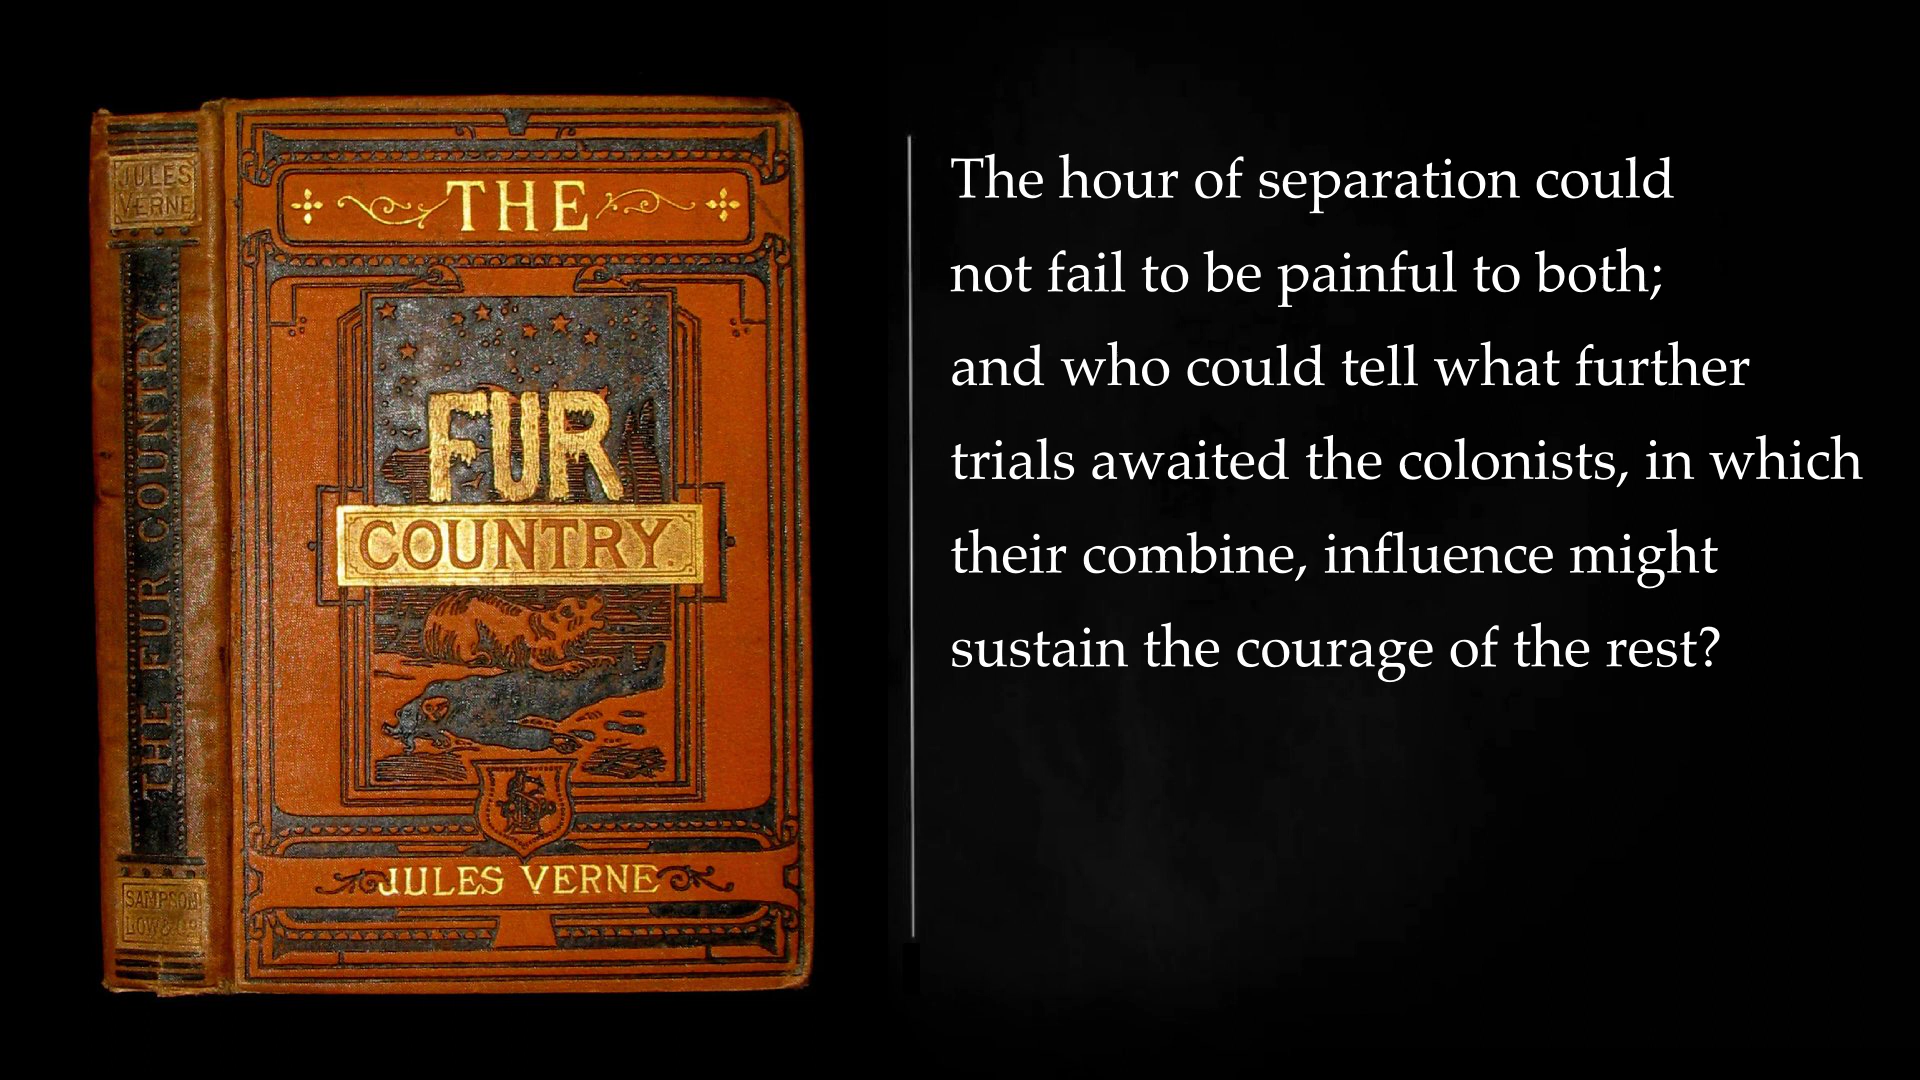 JULES
VERNE
THE FUR COUNTRY.
SAMPSON
LOW & Co
THE
FUR
COUNTRY.
JULES VERNE
The hour of separation could
not fail to be painful to both;
and who could tell what further
trials awaited the colonists, in which
their combine, influence might
sustain the courage of the rest?